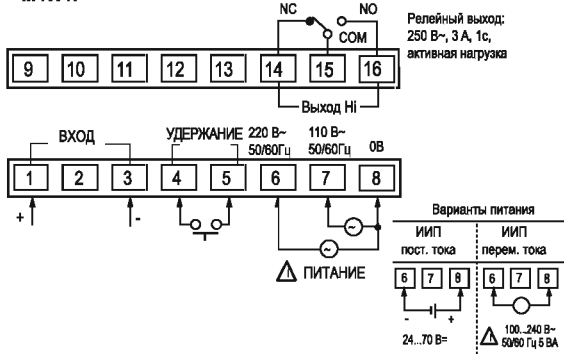 NC NO
COM
Релейный выход:
250 В~, 3 А, 1с,
активная нагрузка
9 10 11 12 13 14 15 16
Выход Hi
ВХОД УДЕРЖАНИЕ 220 В~ 50/60Гц 110 В~ 50/60Гц 0В
1 2 3 4 5 6 7 8
+ -
~
~
ПИТАНИЕ
Варианты питания
ИИП пост. тока
ИИП перем. тока
6 7 8 6 7 8
- +
24...70 В=
100...240 В~
50/60 Гц 5 ВА